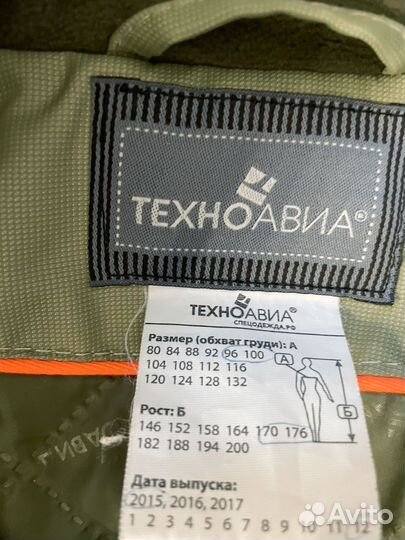 ТЕХНОАВИА®
ТЕХНОАВИА®
СПЕЦОДЕЖДА.РФ
Размер (обхват груди): А
80 84 88 92 96 100
104 108 112 116
120 124 128 132
А
Рост: Б
146 152 158 164 170 176
182 188 194 200
Б
Дата выпуска:
2015, 2016, 2017
1 2 3 4 5 6 7 8 9 10 11 12
Avito